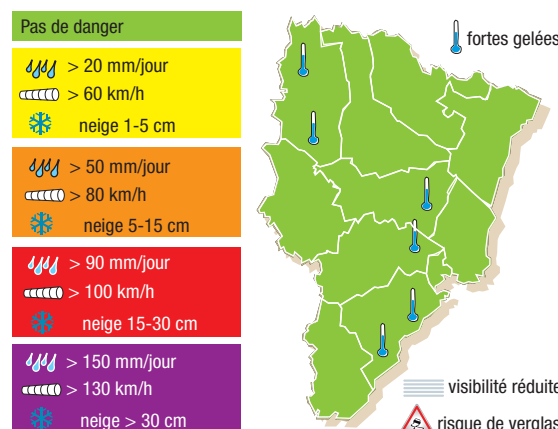 Pas de danger
> 20 mm/jour
> 60 km/h
neige 1-5 cm
> 50 mm/jour
> 80 km/h
neige 5-15 cm
> 90 mm/jour
> 100 km/h
neige 15-30 cm
> 150 mm/jour
> 130 km/h
neige > 30 cm
fortes gelées
visibilité réduite
risque de verglas